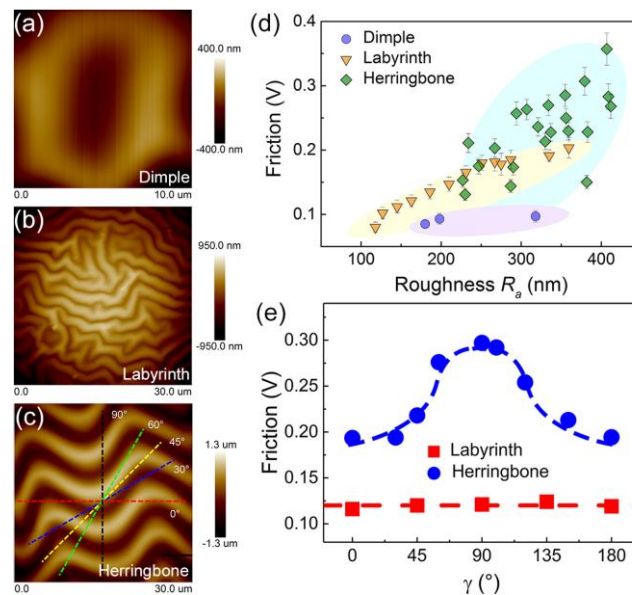 (a)
400.0 nm
-400.0 nm
Dimple
0.0
10.0 um
(b)
950.0 nm
-950.0 nm
Labyrinth
0.0
30.0 um
(c)
90°
60°
45°
30°
0°
1.3 um
-1.3 um
Herringbone
0.0
30.0 um
(d)
Dimple
Labyrinth
Herringbone
Friction (V)
0.4
0.3
0.2
0.1
100
200
300
400
Roughness Ra (nm)
(e)
Friction (V)
0.30
0.25
0.20
0.15
0.10
Labyrinth
Herringbone
0
45
90
135
180
γ (°)